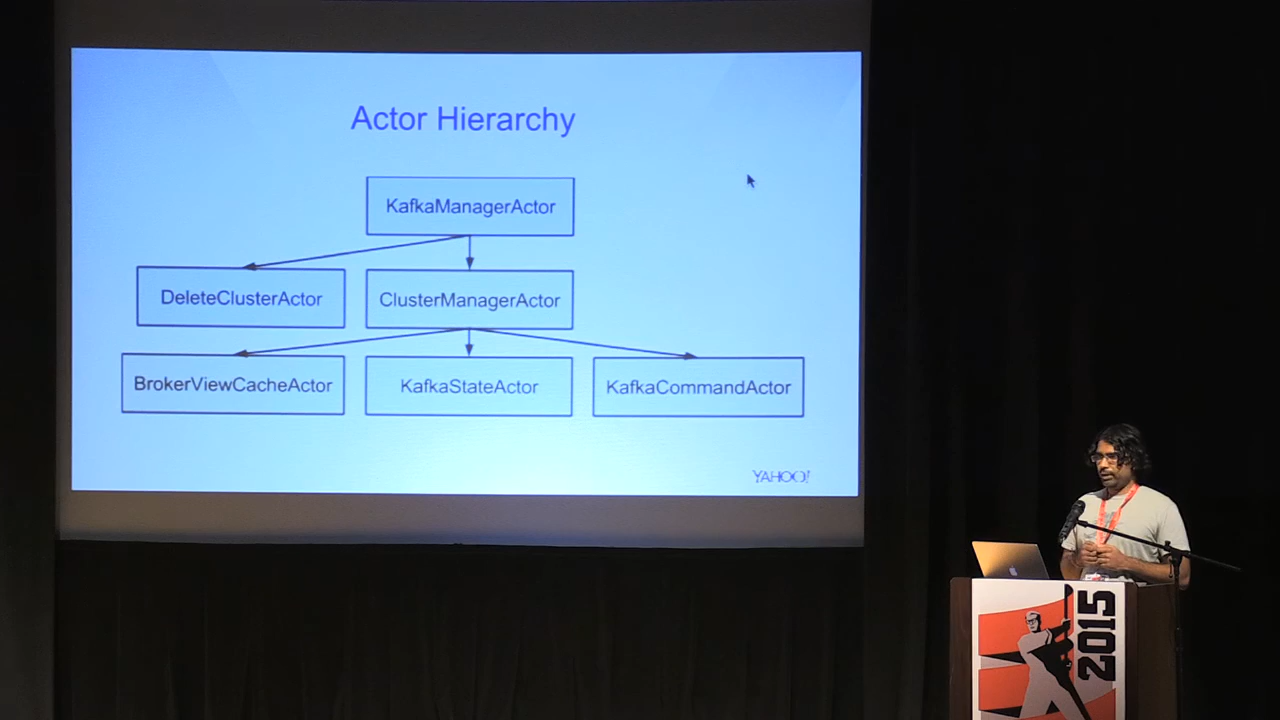 Actor Hierarchy
KafkaManagerActor
DeleteClusterActor
ClusterManagerActor
BrokerViewCacheActor
KafkaStateActor
KafkaCommandActor
YAHOO!
2015